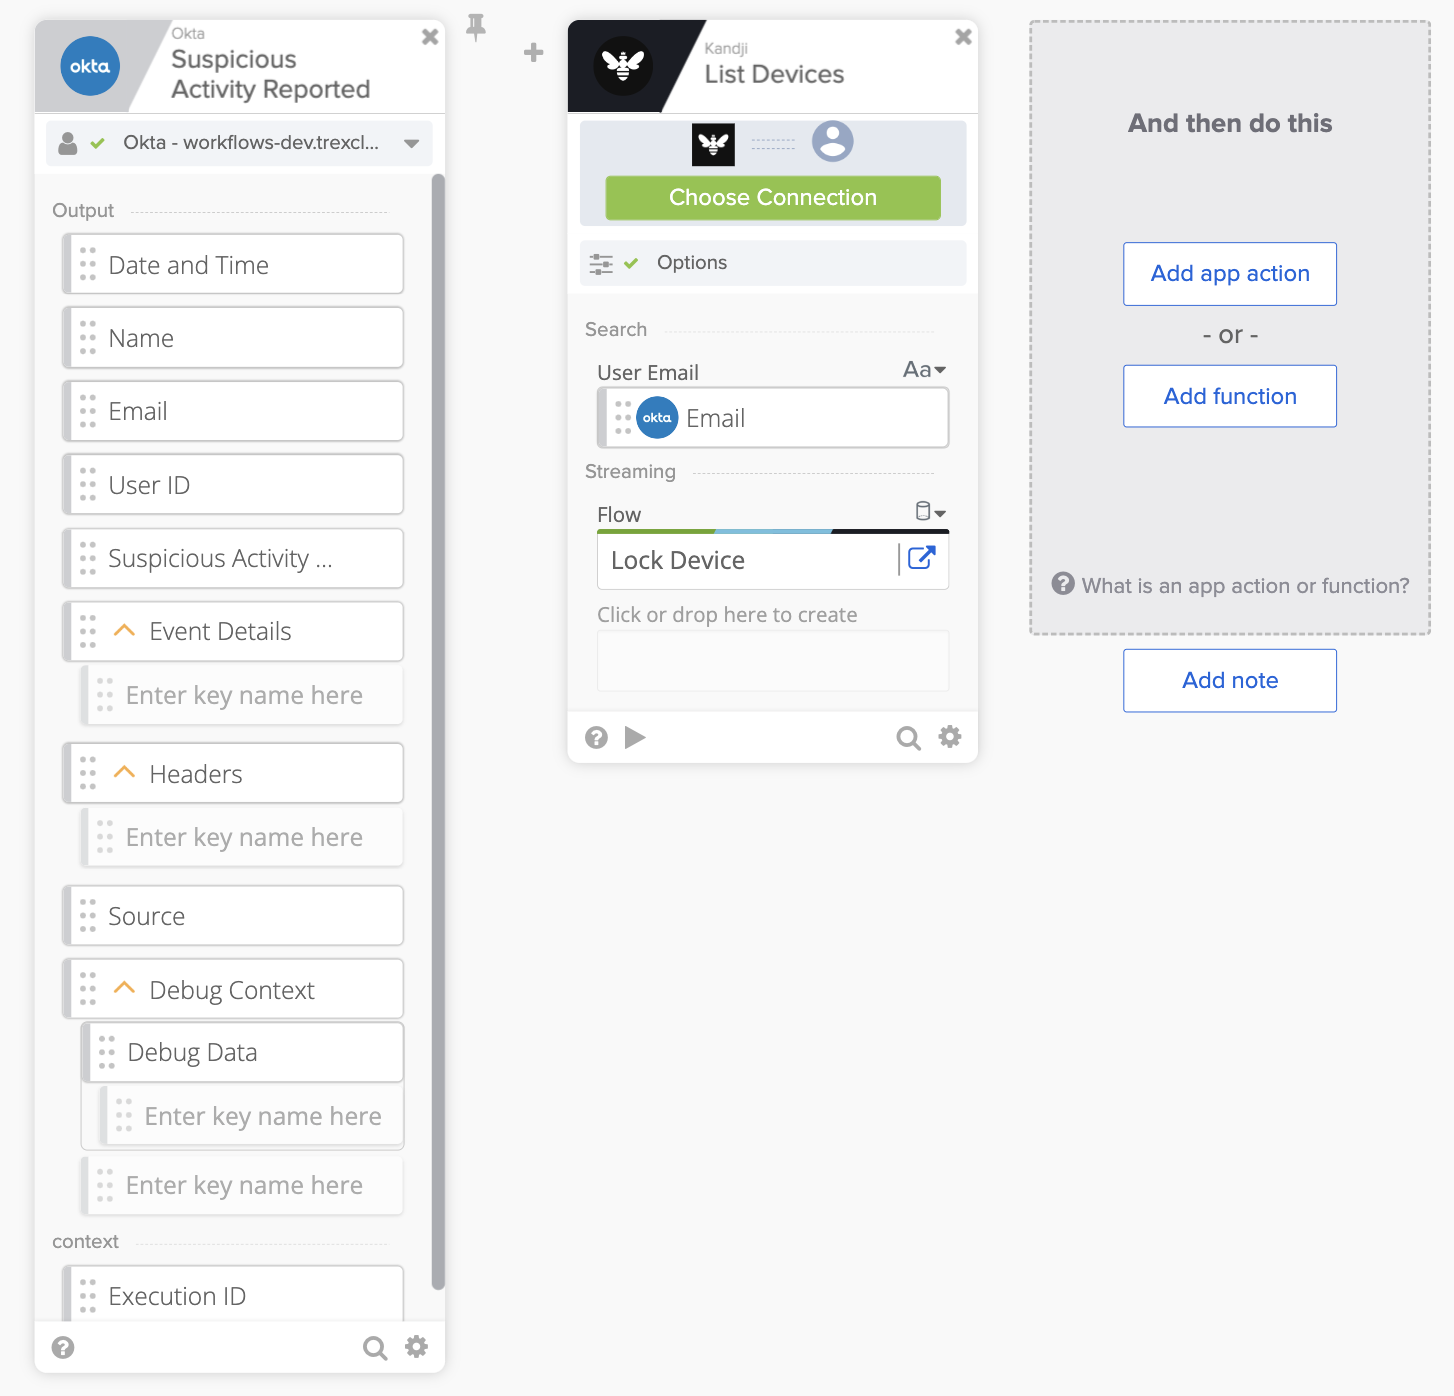 Okta
Suspicious
Activity Reported
okta
Okta - workflows-dev.trexcl...
Output
Date and Time
Name
Email
User ID
Suspicious Activity ...
Event Details
Enter key name here
Headers
Enter key name here
Source
Debug Context
Debug Data
Enter key name here
Enter key name here
context
Execution ID
?
Kandji
List Devices
Choose Connection
Options
Search
User Email
Aa
okta
Email
Streaming
Flow
Lock Device
Click or drop here to create
?
And then do this
Add app action
- or -
Add function
? What is an app action or function?
Add note